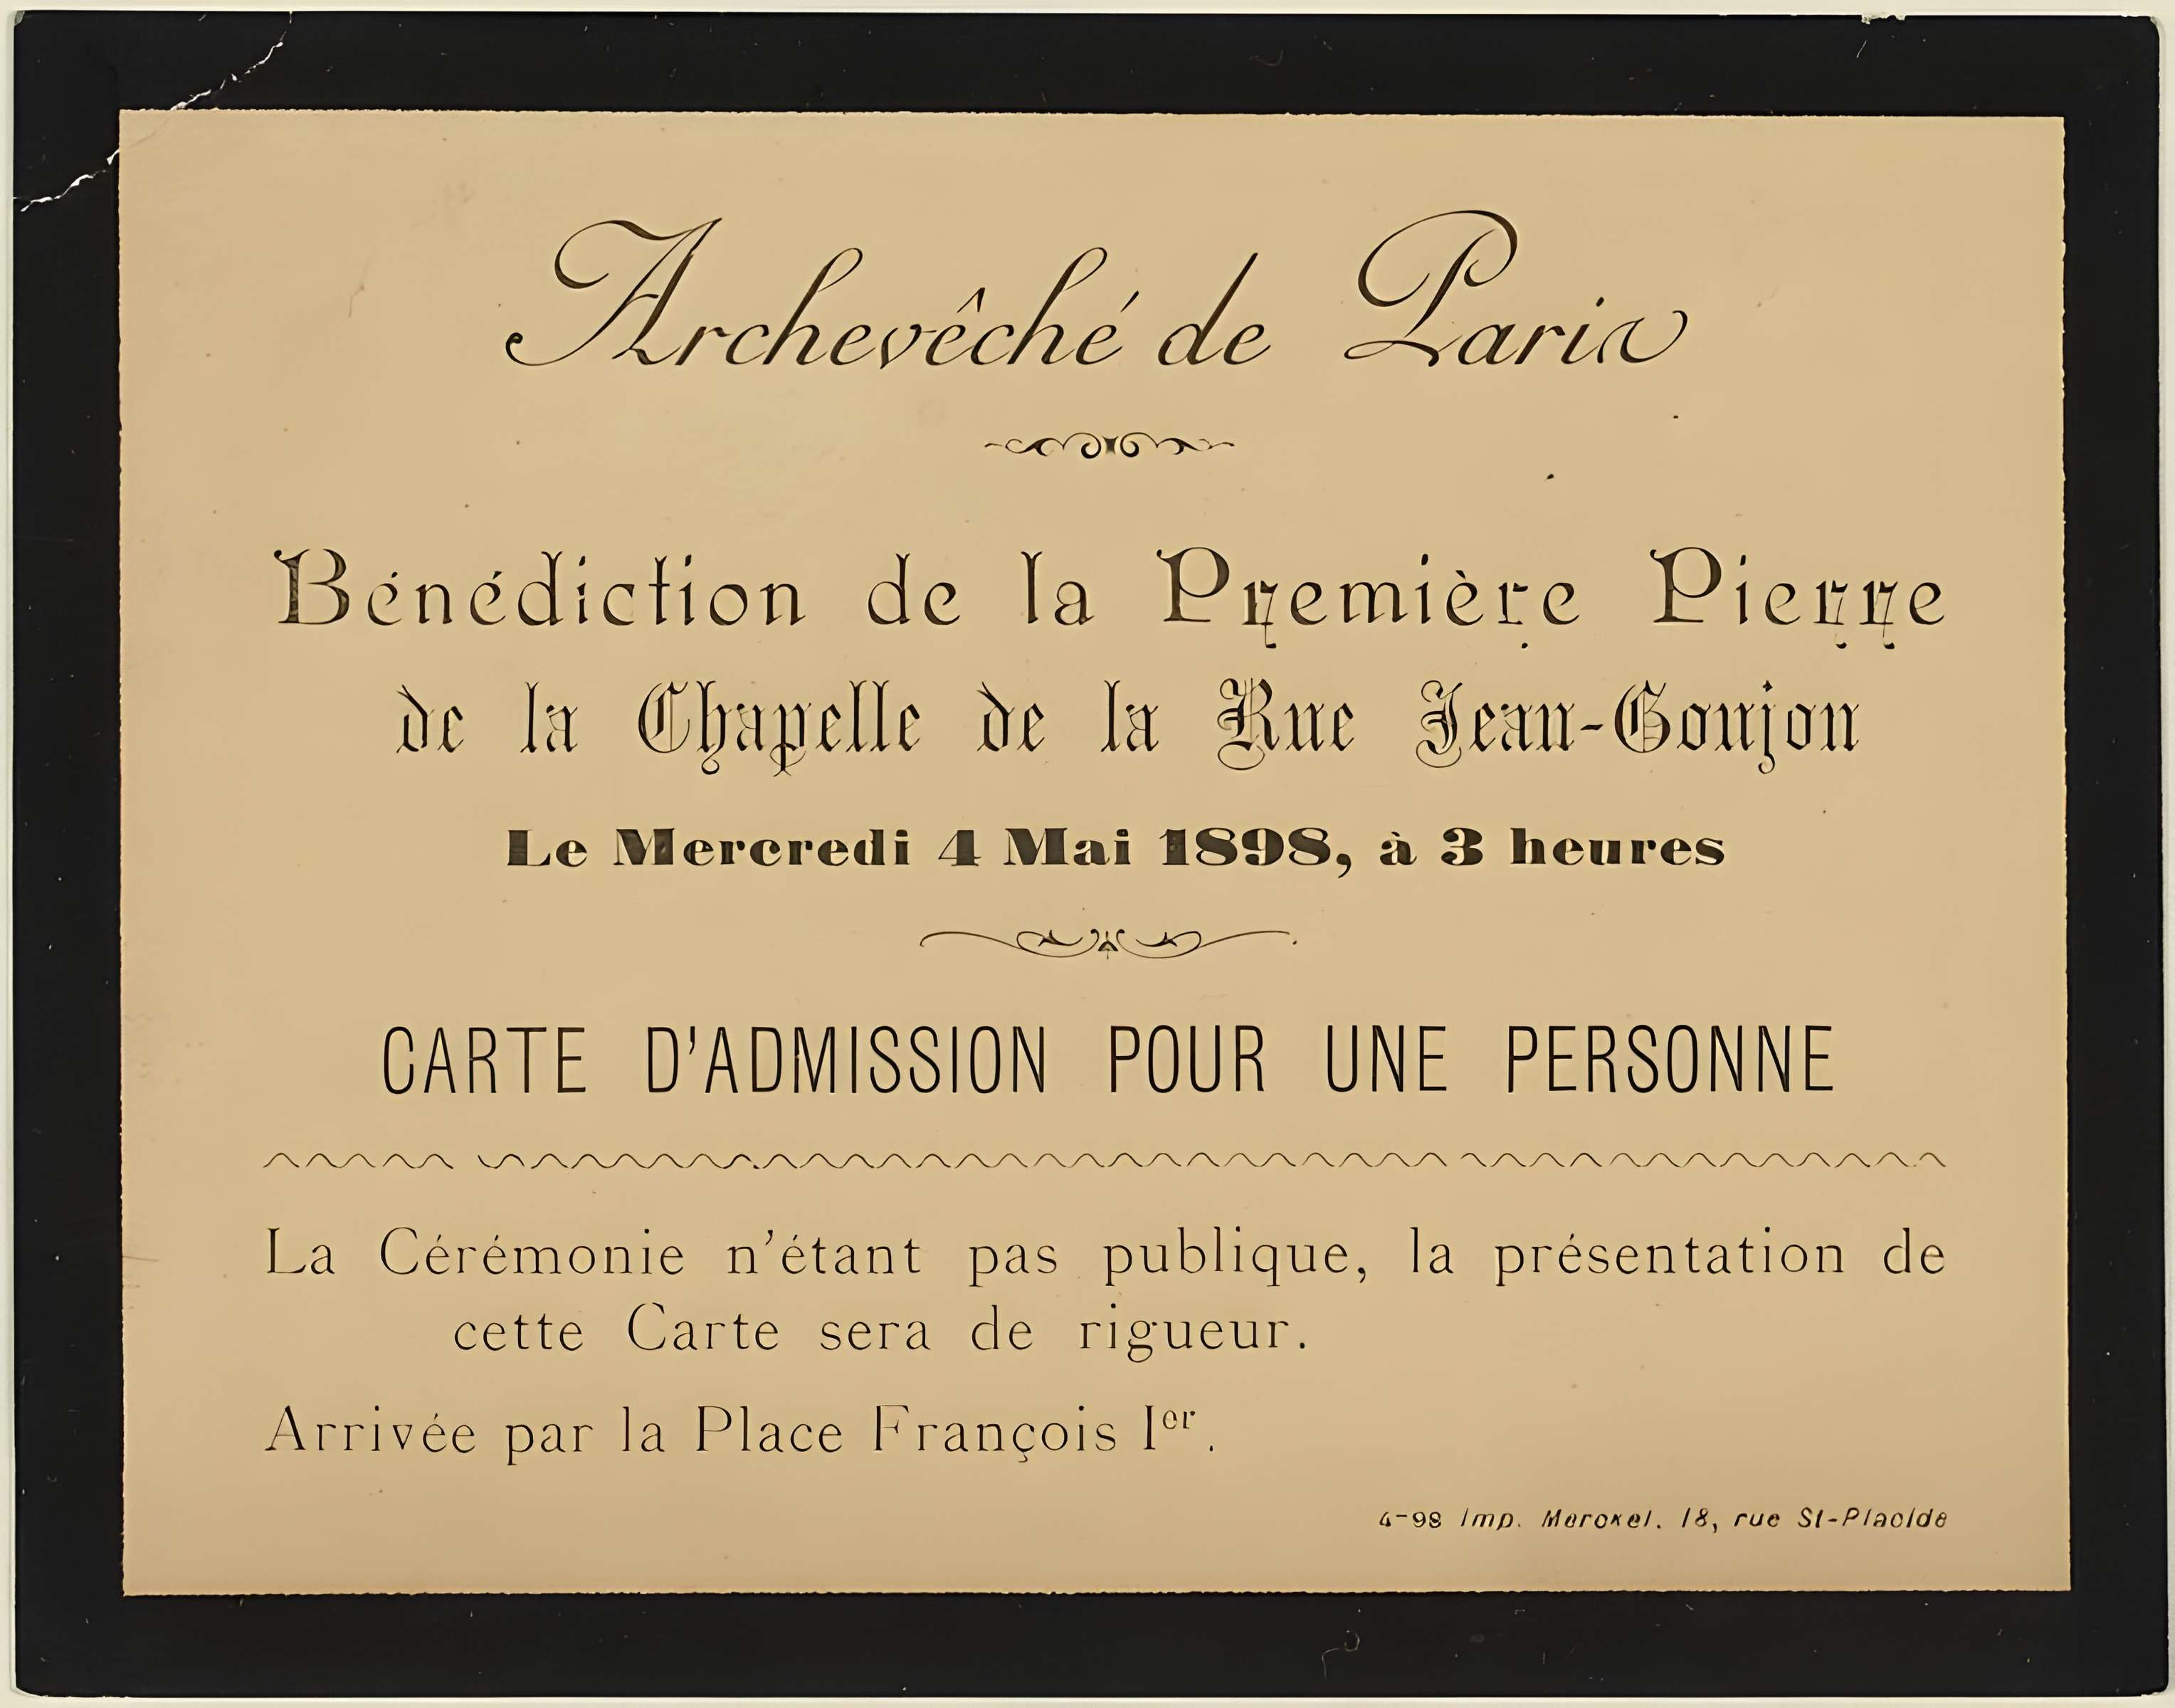 Archevêché de Paris
Bénédiction de la Première Pierre
de la Chapelle de la Rue Jean-Goujon
Le Mercredi 4 Mai 1898, à 3 heures
CARTE D'ADMISSION POUR UNE PERSONNE
La Cérémonie n'étant pas publique, la présentation de
cette Carte sera de rigueur.
Arrivée par la Place François Ier.
4-98 Imp. 18, rue St-Placide